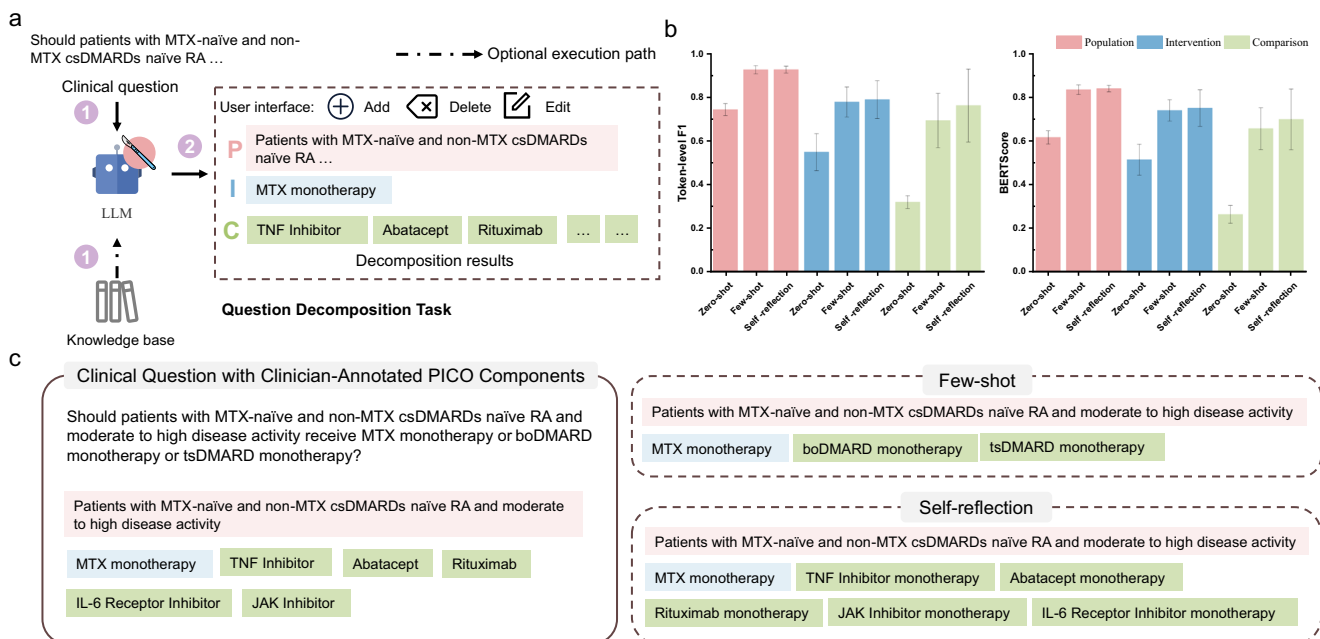 a
Should patients with MTX-naïve and non-
MTX csDMARDs naïve RA ...
Optional execution path
Clinical question
1
User interface:
Add
Delete
Edit
2
P
Patients with MTX-naïve and non-MTX csDMARDs
naïve RA ...
I
MTX monotherapy
LLM
C
TNF Inhibitor
Abatacept
Rituximab
...
...
Decomposition results
1
Question Decomposition Task
Knowledge base
b
Population
Intervention
Comparison
Token-level F1
1.0
0.8
0.6
0.4
0.2
0.0
Zero-shot
Few-shot
Self -reflection
Zero-shot
Few-shot
Self -reflection
Zero-shot
Few-shot
Self -reflection
BERTScore
1.0
0.8
0.6
0.4
0.2
0.0
Zero-shot
Few-shot
Self -reflection
Zero-shot
Few-shot
Self -reflection
Zero-shot
Few-shot
Self -reflection
c
Clinical Question with Clinician-Annotated PICO Components
Should patients with MTX-naïve and non-MTX csDMARDs naïve RA and
moderate to high disease activity receive MTX monotherapy or boDMARD
monotherapy or tsDMARD monotherapy?
Patients with MTX-naïve and non-MTX csDMARDs naïve RA and moderate
to high disease activity
MTX monotherapy
TNF Inhibitor
Abatacept
Rituximab
IL-6 Receptor Inhibitor
JAK Inhibitor
Few-shot
Patients with MTX-naïve and non-MTX csDMARDs naïve RA and moderate to high disease activity
MTX monotherapy
boDMARD monotherapy
tsDMARD monotherapy
Self-reflection
Patients with MTX-naïve and non-MTX csDMARDs naïve RA and moderate to high disease activity
MTX monotherapy
TNF Inhibitor monotherapy
Abatacept monotherapy
Rituximab monotherapy
JAK Inhibitor monotherapy
IL-6 Receptor Inhibitor monotherapy